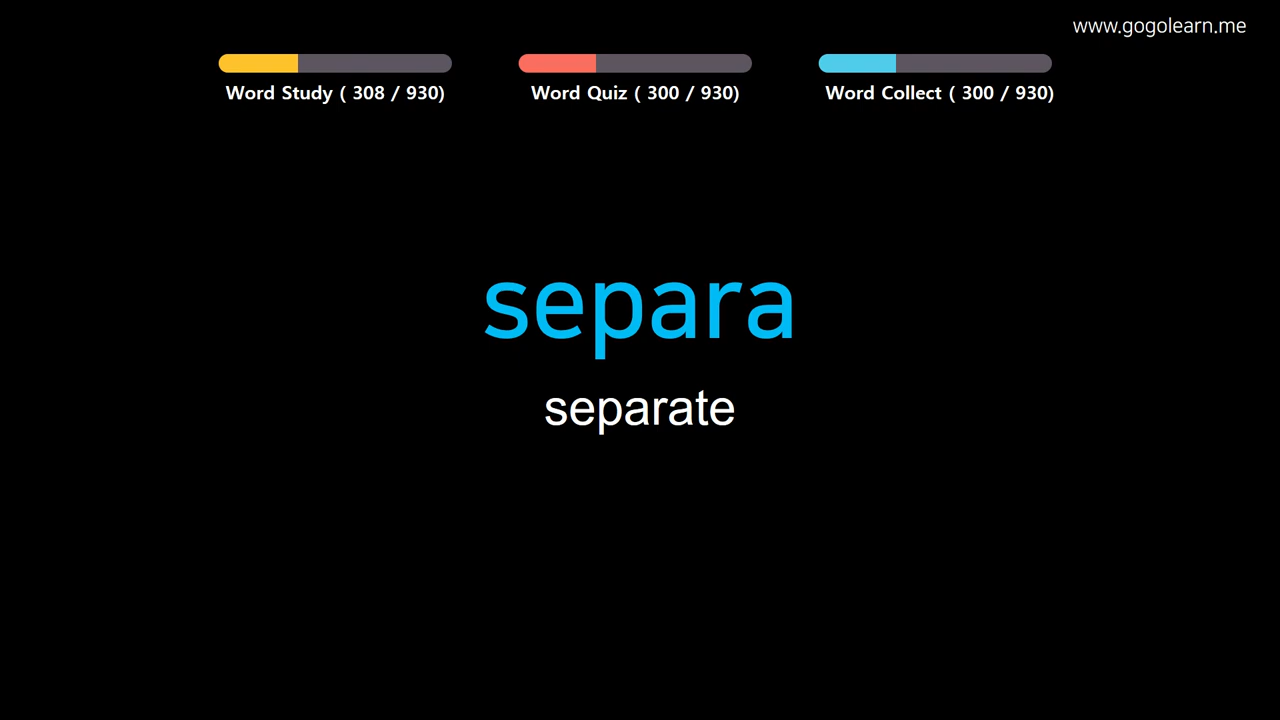 www.gogolearn.me
Word Study ( 308 / 930)
Word Quiz ( 300 / 930)
Word Collect ( 300 / 930)
separa
separate